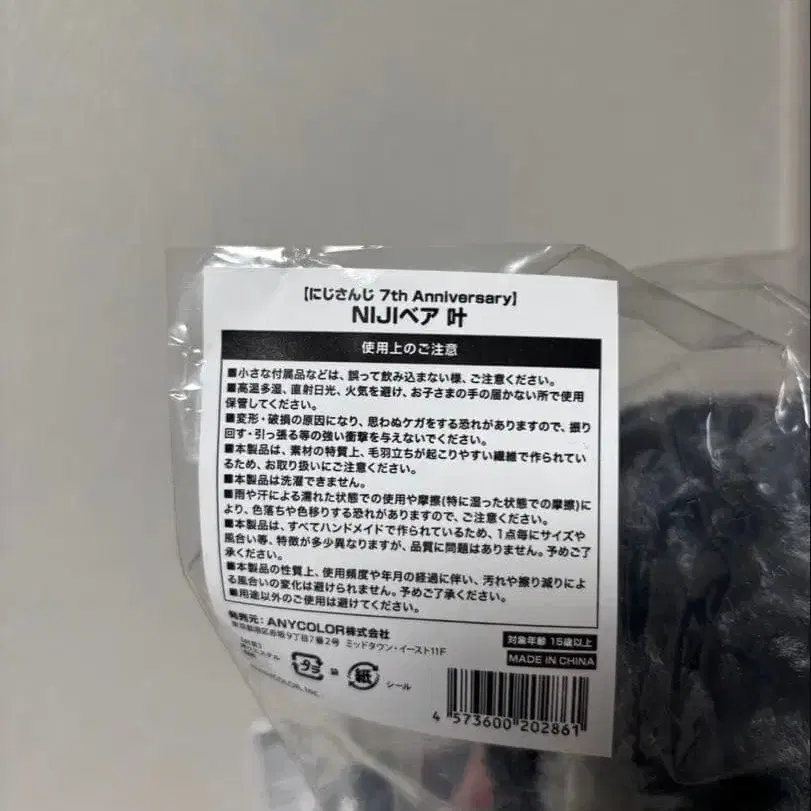 【にじさんじ 7th Anniversary】
NIJIベア 叶
使用上のご注意
■小さな付属品などは、誤って飲み込まない様、ご注意ください。
■高温多湿、直射日光、火気を避け、お子さまの手の届かない所で使用
保管してください。
■変形・破損の原因になり、思わぬケガをする恐れがありますので、振り
回す・引っ張る等の強い衝撃を与えないでください。
■本製品は、素材の特質上、毛羽立ちが起こりやすい繊維で作られてい
るため、お取り扱いにご注意ください。
■本製品は洗濯できません。
■雨や汗による濡れた状態での使用や摩擦(特に湿った状態での摩擦)に
より、色落ちや色移りする恐れがありますので、ご注意ください。
■本製品は、すべてハンドメイドで作られているため、1点毎にサイズや
風合い等、特徴が多少異なりますが、品質に問題はありません。予めご了
承ください。
■本製品の性質上、使用頻度や年月の経過に伴い、汚れや擦り減りによ
る風合いの変化は避けられません。予めご了承ください。
■用途以外のご使用は避けてください。
発売元：ANYCOLOR株式会社
東京都港区赤坂9丁目7番2号 ミッドタウン・イースト11F
対象年齢 15歳以上
MADE IN CHINA
プラ 袋 紙 シール
ANYCOLOR, INC.
4 573600 202861